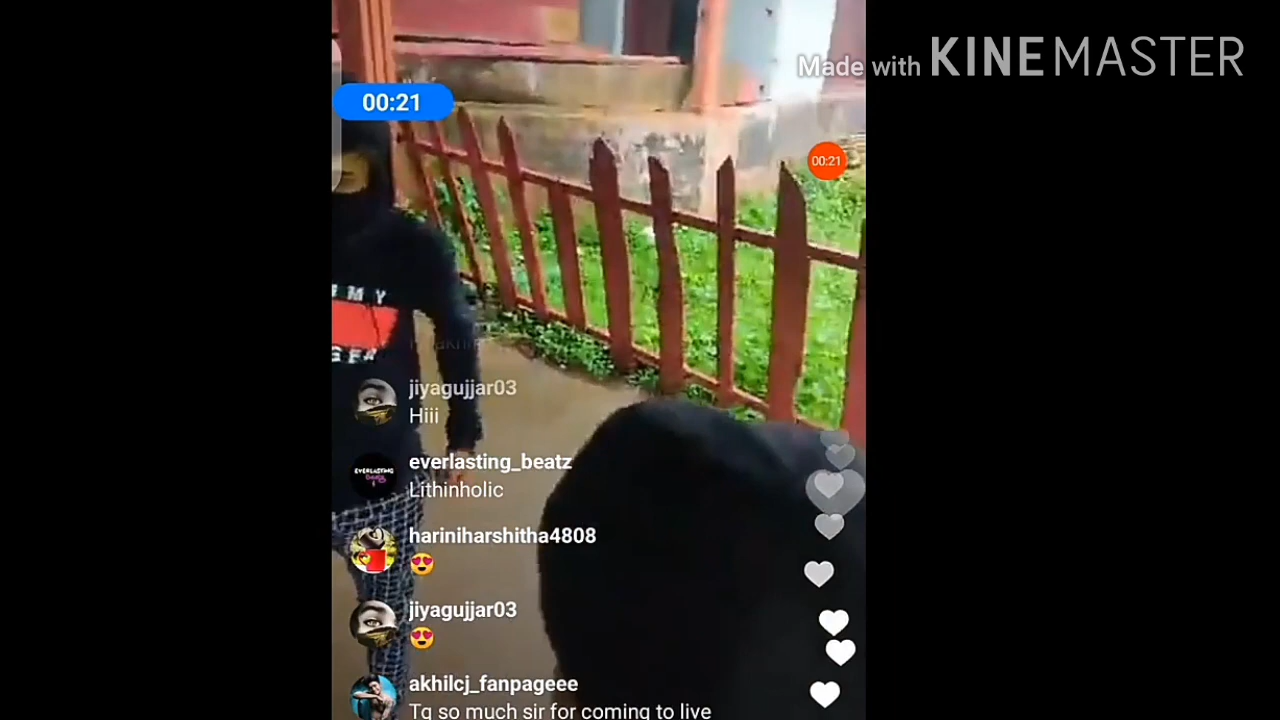 Made with KINEMASTER
00:21
00:21
jiyagujjar03
Hiii
everlasting_beatz
EVERLASTING
Lithinholic
hariniharshitha4808
😍
jiyagujjar03
😍
akhilcj_fanpageee
Tq so much sir for coming to live